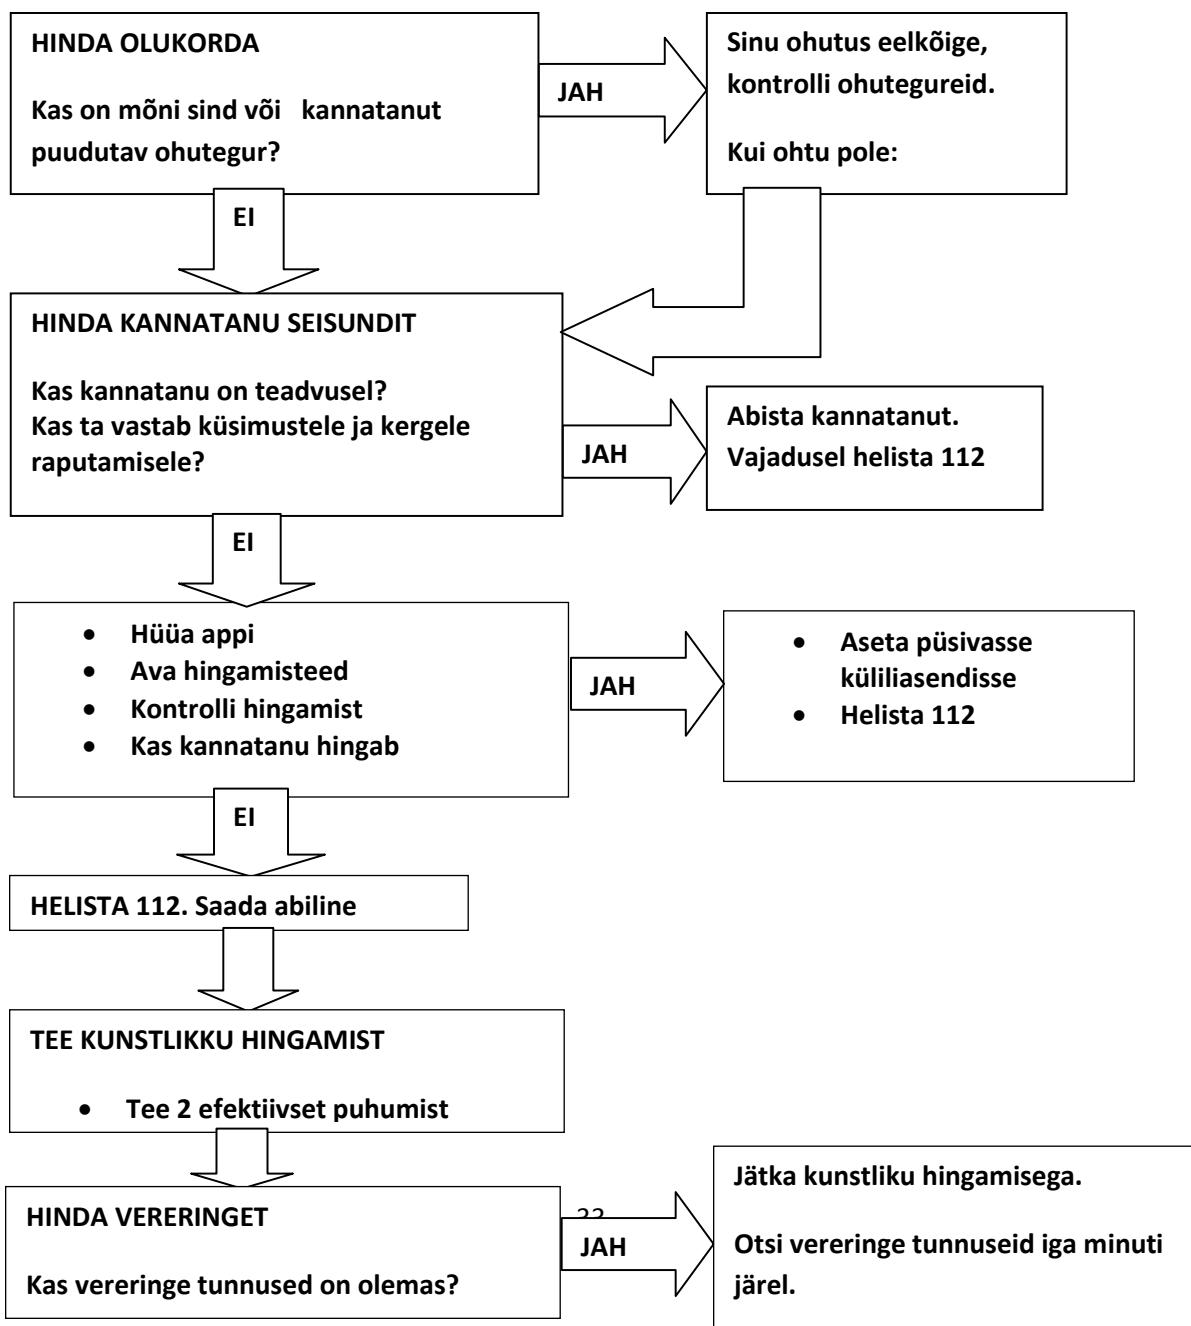 HINDA OLUKORDA
Kas on mõni sind või kannatanut
puudutav ohutegur?
JAH
Sinu ohutus eelkõige,
kontrolli ohutegureid.
Kui ohtu pole:
EI
HINDA KANNATANU SEISUNDIT
Kas kannatanu on teadvusel?
Kas ta vastab küsimustele ja kergele
raputamisele?
JAH
Abista kannatanut.
Vajadusel helista 112
EI
• Hüüa appi
• Ava hingamisteed
• Kontrolli hingamist
• Kas kannatanu hingab
JAH
• Aseta püsivasse
küliliasendisse
• Helista 112
EI
HELISTA 112. Saada abiline
TEE KUNSTLIKKU HINGAMIST
• Tee 2 efektiivset puhumist
HINDA VERERINGET
Kas vereringe tunnused on olemas?
JAH
Jätka kunstliku hingamisega.
Otsi vereringe tunnuseid iga minuti
järel.